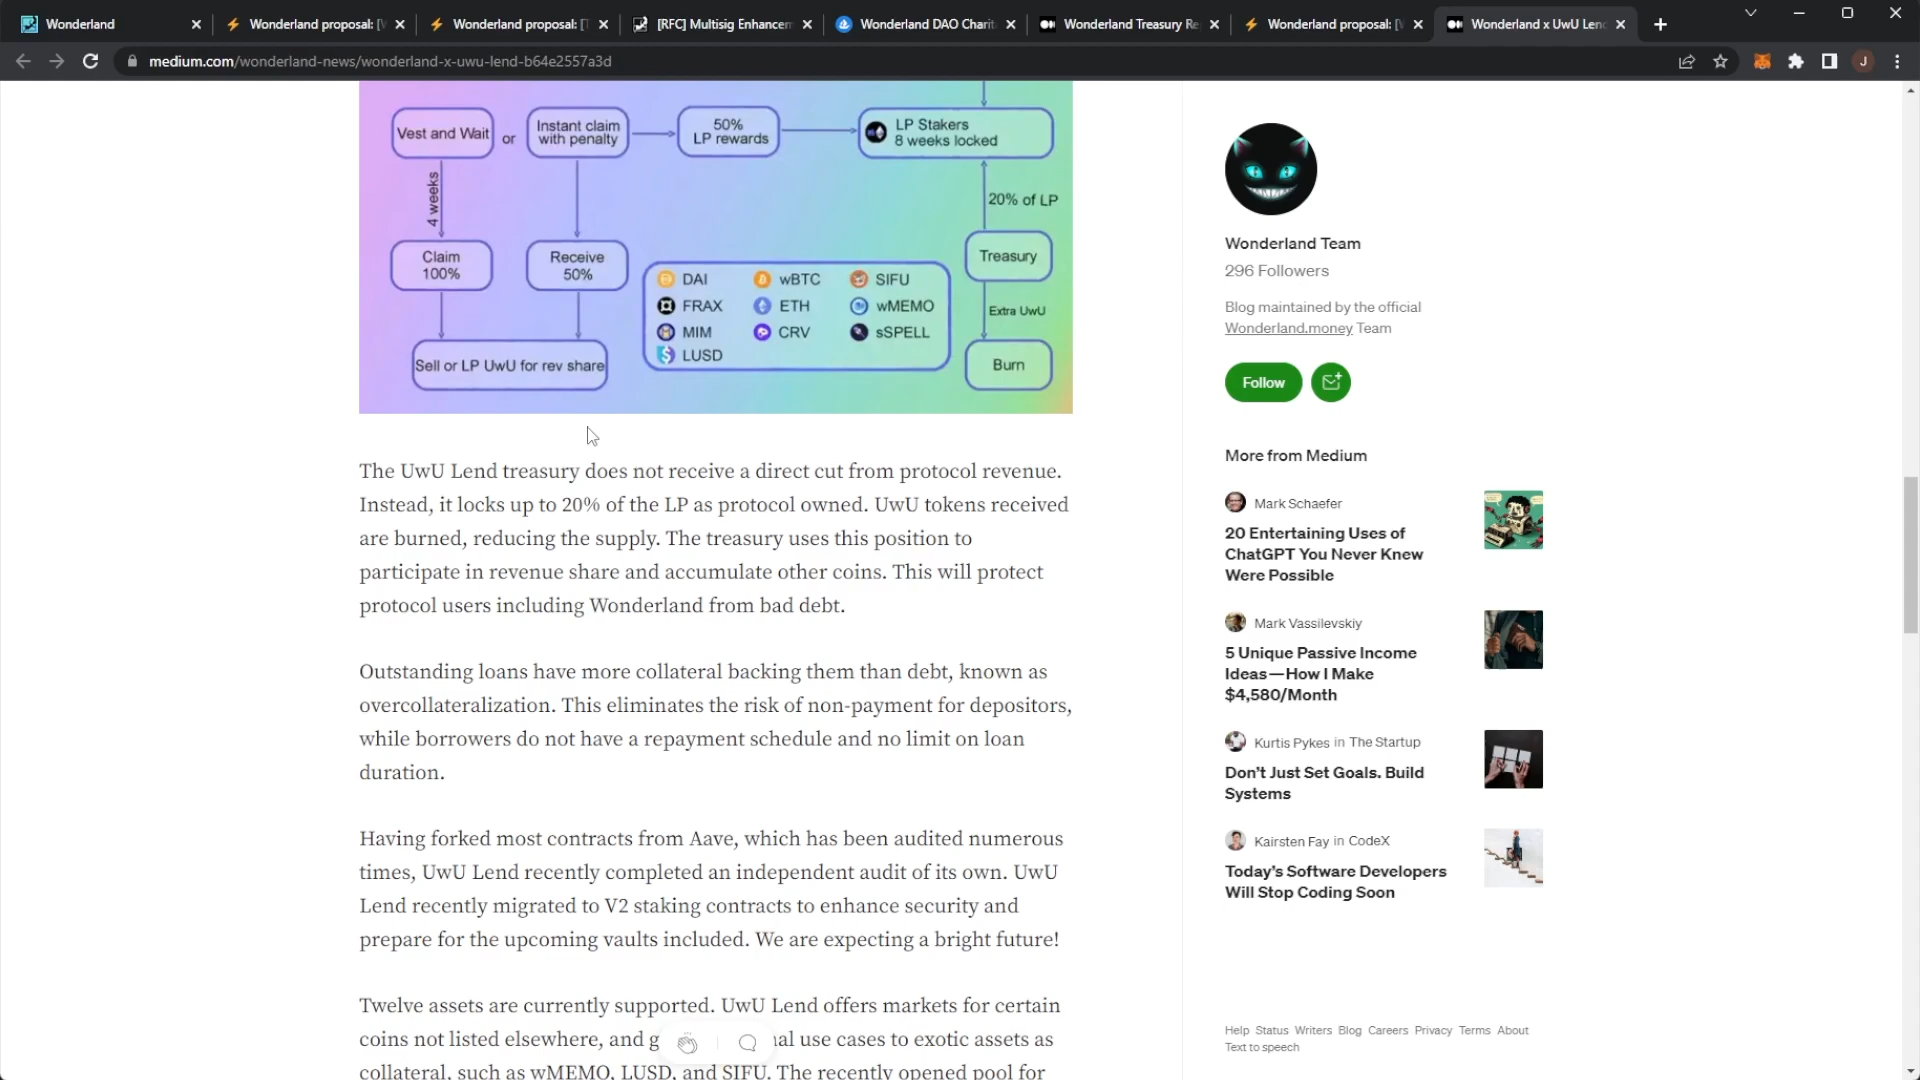 Wonderland
Wonderland proposal: [W
Wonderland proposal: [T
[RFC] Multisig Enhancem
Wonderland DAO Charit
Wonderland Treasury Re
Wonderland proposal: [W
Wonderland x UwU Len
medium.com/wonderland-news/wonderland-x-uwu-lend-b64e2557a3d
J
Vest and Wait
or
Instant claim
with penalty
50%
LP rewards
LP Stakers
8 weeks locked
4 weeks
20% of LP
Claim
100%
Receive
50%
Treasury
DAI
wBTC
SIFU
FRAX
ETH
wMEMO
MIM
CRV
sSPELL
LUSD
Extra UwU
Sell or LP UwU for rev share
Burn
The UwU Lend treasury does not receive a direct cut from protocol revenue.
Instead, it locks up to 20% of the LP as protocol owned. UwU tokens received
are burned, reducing the supply. The treasury uses this position to
participate in revenue share and accumulate other coins. This will protect
protocol users including Wonderland from bad debt.
Outstanding loans have more collateral backing them than debt, known as
overcollateralization. This eliminates the risk of non-payment for depositors,
while borrowers do not have a repayment schedule and no limit on loan
duration.
Having forked most contracts from Aave, which has been audited numerous
times, UwU Lend recently completed an independent audit of its own. UwU
Lend recently migrated to V2 staking contracts to enhance security and
prepare for the upcoming vaults included. We are expecting a bright future!
Twelve assets are currently supported. UwU Lend offers markets for certain
coins not listed elsewhere, and g al use cases to exotic assets as
collateral, such as wMEMO, LUSD, and SIFU. The recently opened pool for
Wonderland Team
296 Followers
Blog maintained by the official
Wonderland.money Team
Follow
More from Medium
Mark Schaefer
20 Entertaining Uses of
ChatGPT You Never Knew
Were Possible
Mark Vassilevskiy
5 Unique Passive Income
Ideas—How I Make
$4,580/Month
Kurtis Pykes in The Startup
Don't Just Set Goals. Build
Systems
Kairsten Fay in CodeX
Today's Software Developers
Will Stop Coding Soon
Help Status Writers Blog Careers Privacy Terms About
Text to speech